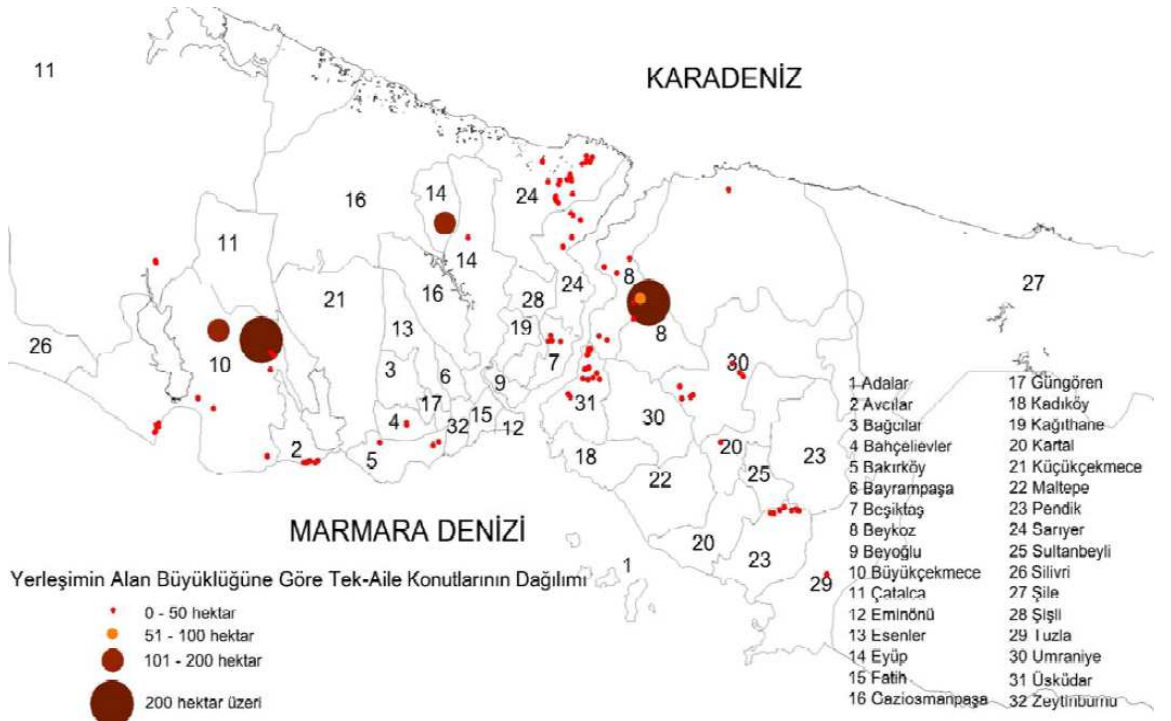 11
KARADENİZ
16
14
24
11
14
8
24
27
21
16
28
26
13
19
8
10
7
30
3
6
9
31
30
17
4
15
2
32
12
5
18
20
23
22
25
MARMARA DENİZİ
20
23
1
29
Yerleşimin Alan Büyüklüğüne Göre Tek-Aile Konutlarının Dağılımı
0 - 50 hektar
51 - 100 hektar
101 - 200 hektar
200 hektar üzeri
1 Adalar
2 Avcılar
3 Bağcılar
4 Bahçelievler
5 Bakırköy
6 Bayrampaşa
7 Beşiktaş
8 Beykoz
9 Beyoğlu
10 Büyükçekmece
11 Çatalca
12 Eminönü
13 Esenler
14 Eyüp
15 Fatih
16 Gaziosmanpaşa
17 Güngören
18 Kadıköy
19 Kağıthane
20 Kartal
21 Küçükçekmece
22 Maltepe
23 Pendik
24 Sarıyer
25 Sultanbeyli
26 Silivri
27 Şile
28 Şişli
29 Tuzla
30 Umraniye
31 Üsküdar
32 Zeytinburnu